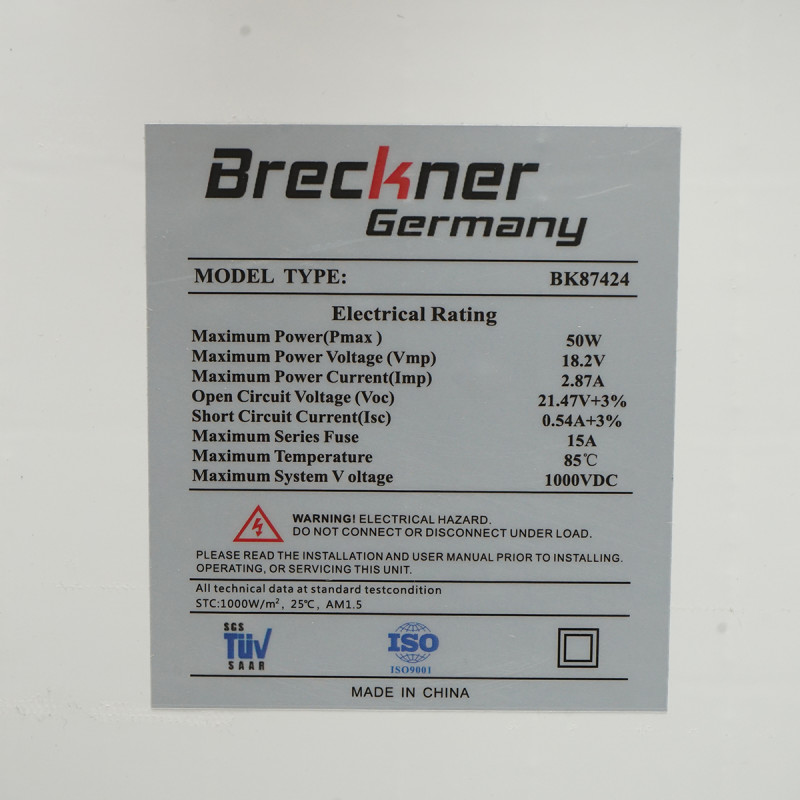 Breckner
Germany
MODEL TYPE: BK87424
Electrical Rating
Maximum Power(Pmax ) 50W
Maximum Power Voltage (Vmp) 18.2V
Maximum Power Current(Imp) 2.87A
Open Circuit Voltage (Voc) 21.47V+3%
Short Circuit Current(Isc) 0.54A+3%
Maximum Series Fuse 15A
Maximum Temperature 85℃
Maximum System V oltage 1000VDC
WARNING! ELECTRICAL HAZARD.
DO NOT CONNECT OR DISCONNECT UNDER LOAD.
PLEASE READ THE INSTALLATION AND USER MANUAL PRIOR TO INSTALLING.
OPERATING, OR SERVICING THIS UNIT.
All technical data at standard testcondition
STC:1000W/m², 25℃, AM1.5
SGS
TÜV
SAAR
ISO
ISO9001
MADE IN CHINA